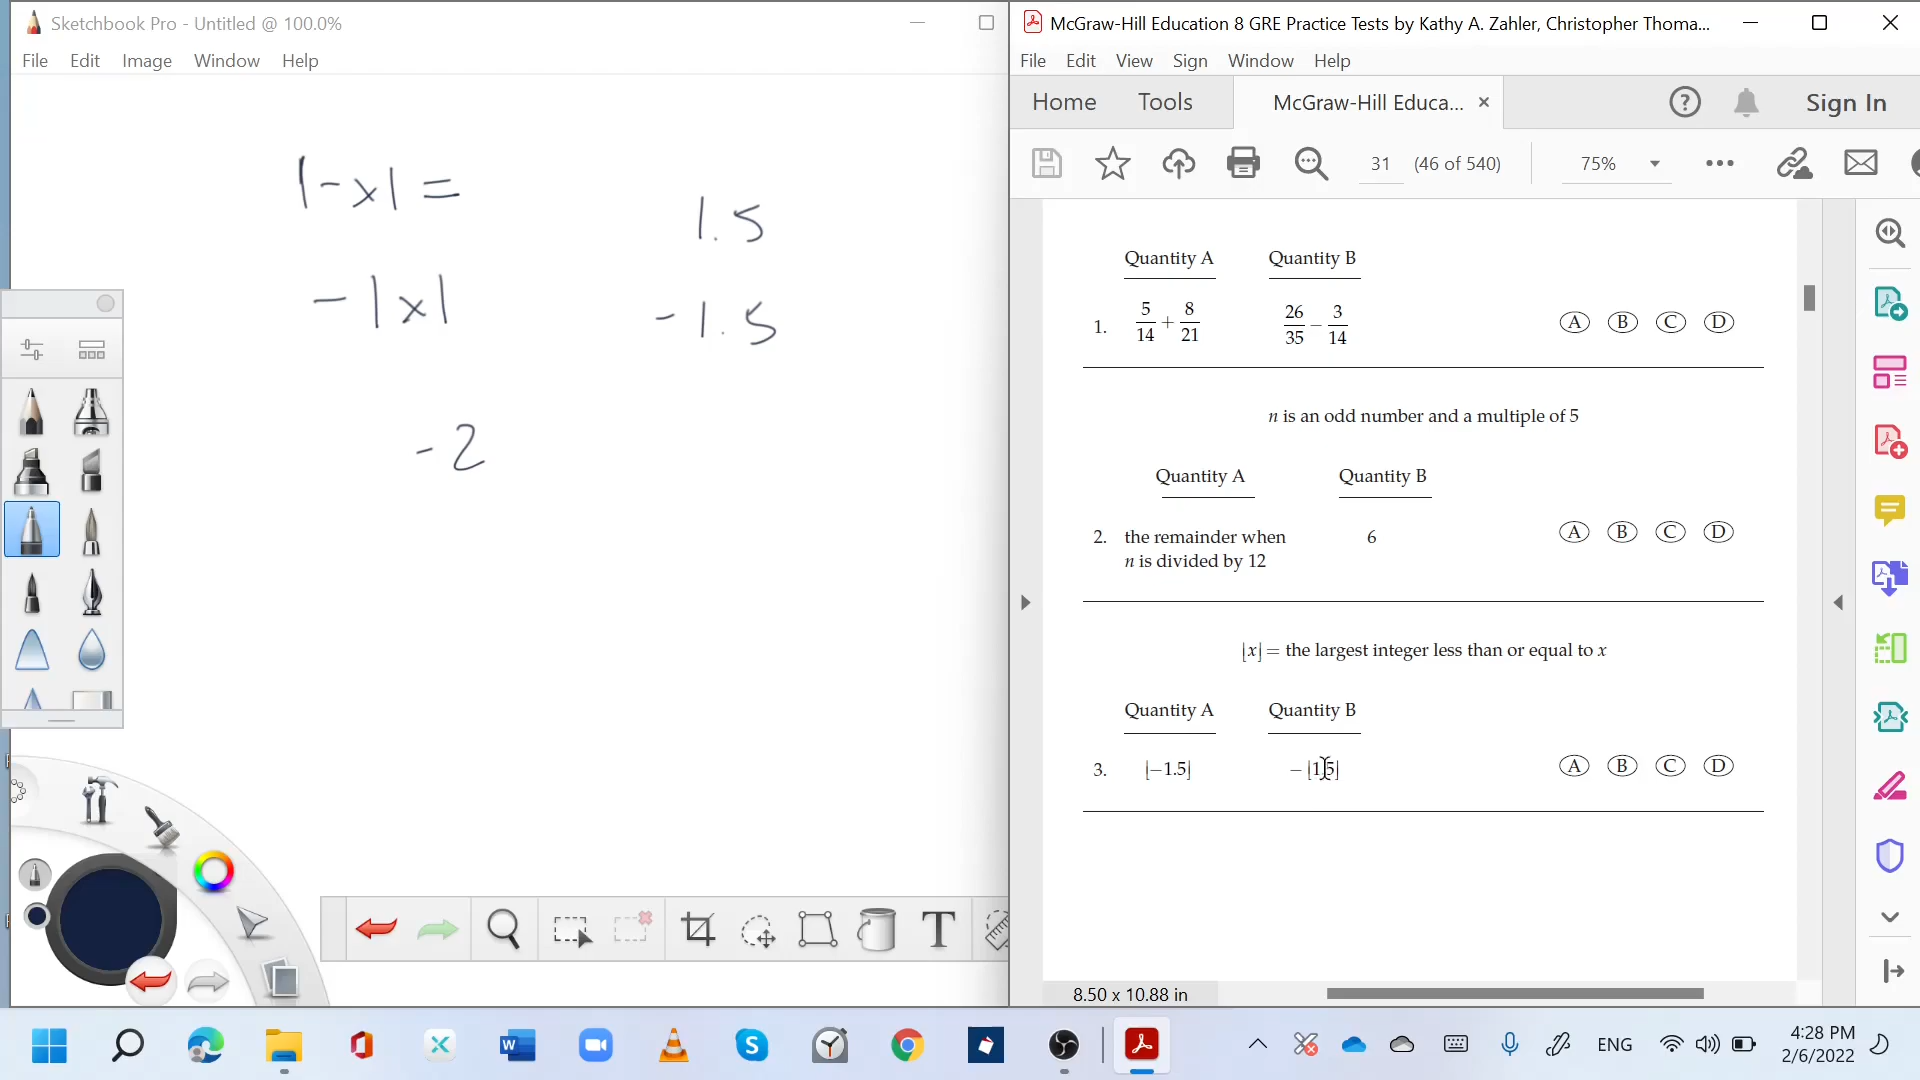 Sketchbook Pro - Untitled @ 100.0%
File Edit Image Window Help
|-x| =
-|x|
1.5
-1.5
-2
T
McGraw-Hill Education 8 GRE Practice Tests by Kathy A. Zahler, Christopher Thoma...
File Edit View Sign Window Help
Home Tools McGraw-Hill Educa... × Sign In
31 (46 of 540) 75%
Quantity A Quantity B
1. 5/14 + 8/21 26/35 − 3/14 A B C D
n is an odd number and a multiple of 5
Quantity A Quantity B
2. the remainder when 6 A B C D
n is divided by 12
⌊x⌋ = the largest integer less than or equal to x
Quantity A Quantity B
3. ⌊−1.5⌋ −⌊1.5⌋ A B C D
8.50 x 10.88 in
ENG
4:28 PM
2/6/2022